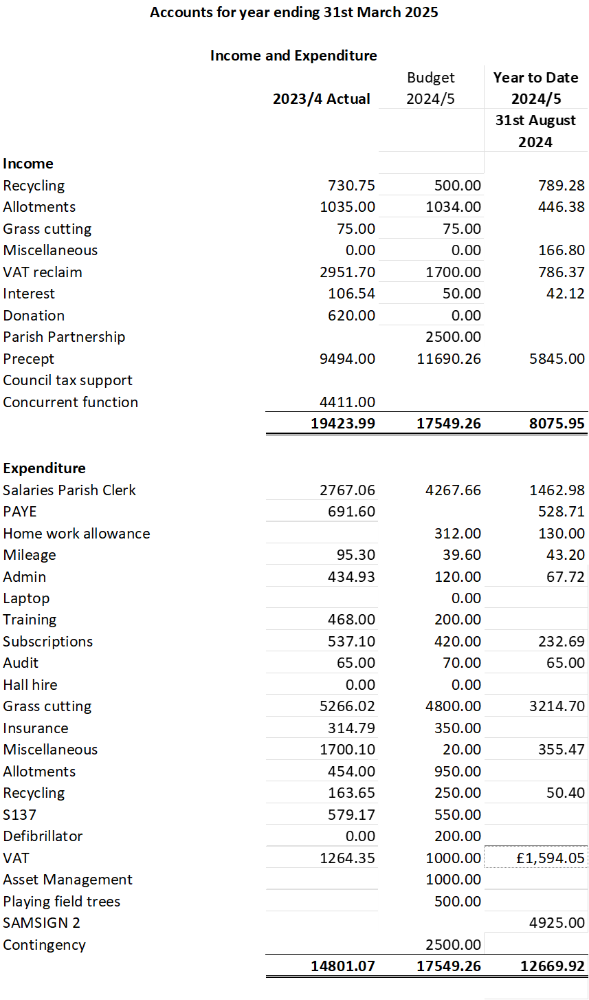 Accounts for year ending 31st March 2025
Income and Expenditure
2023/4 Actual Budget 2024/5 Year to Date 2024/5
31st August 2024
Income
Recycling 730.75 500.00 789.28
Allotments 1035.00 1034.00 446.38
Grass cutting 75.00 75.00
Miscellaneous 0.00 0.00 166.80
VAT reclaim 2951.70 1700.00 786.37
Interest 106.54 50.00 42.12
Donation 620.00 0.00
Parish Partnership 2500.00
Precept 9494.00 11690.26 5845.00
Council tax support
Concurrent function 4411.00
19423.99 17549.26 8075.95
Expenditure
Salaries Parish Clerk 2767.06 4267.66 1462.98
PAYE 691.60 528.71
Home work allowance 312.00 130.00
Mileage 95.30 39.60 43.20
Admin 434.93 120.00 67.72
Laptop 0.00
Training 468.00 200.00
Subscriptions 537.10 420.00 232.69
Audit 65.00 70.00 65.00
Hall hire 0.00 0.00
Grass cutting 5266.02 4800.00 3214.70
Insurance 314.79 350.00
Miscellaneous 1700.10 20.00 355.47
Allotments 454.00 950.00
Recycling 163.65 250.00 50.40
S137 579.17 550.00
Defibrillator 0.00 200.00
VAT 1264.35 1000.00 £1,594.05
Asset Management 1000.00
Playing field trees 500.00
SAMSIGN 2 4925.00
Contingency 2500.00
14801.07 17549.26 12669.92